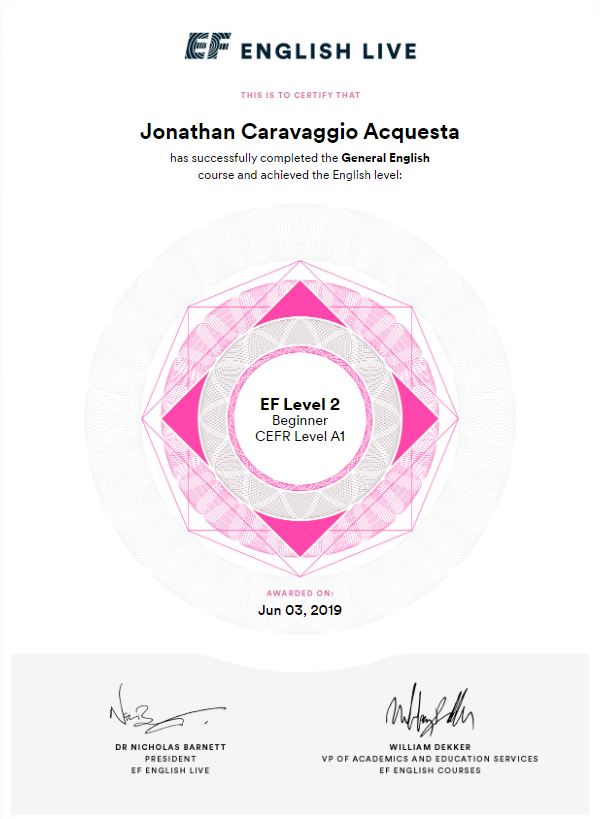 EF ENGLISH LIVE
THIS IS TO CERTIFY THAT
Jonathan Caravaggio Acquesta
has successfully completed the General English
course and achieved the English level:
EF Level 2
Beginner
CEFR Level A1
AWARDED ON:
Jun 03, 2019
DR NICHOLAS BARNETT
PRESIDENT
EF ENGLISH LIVE
WILLIAM DEKKER
VP OF ACADEMICS AND EDUCATION SERVICES
EF ENGLISH COURSES